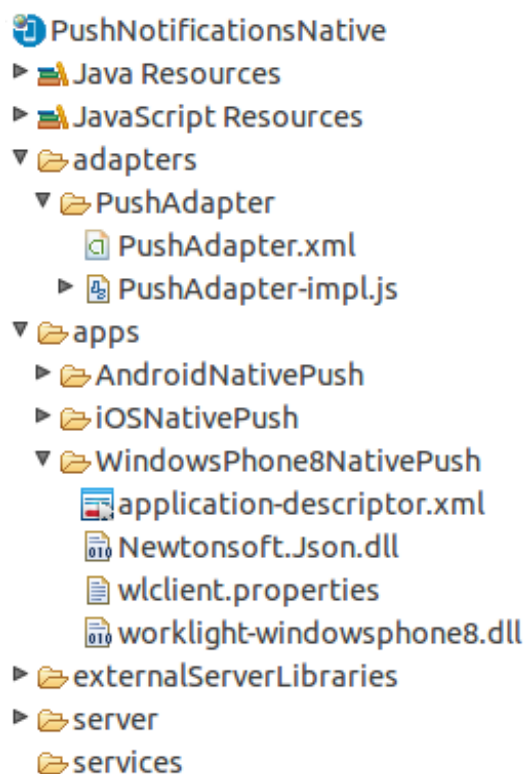 PushNotificationsNative
Java Resources
JavaScript Resources
adapters
PushAdapter
PushAdapter.xml
PushAdapter-impl.js
apps
AndroidNativePush
iOSNativePush
WindowsPhone8NativePush
application-descriptor.xml
Newtonsoft.Json.dll
wlclient.properties
worklight-windowsphone8.dll
externalServerLibraries
server
services